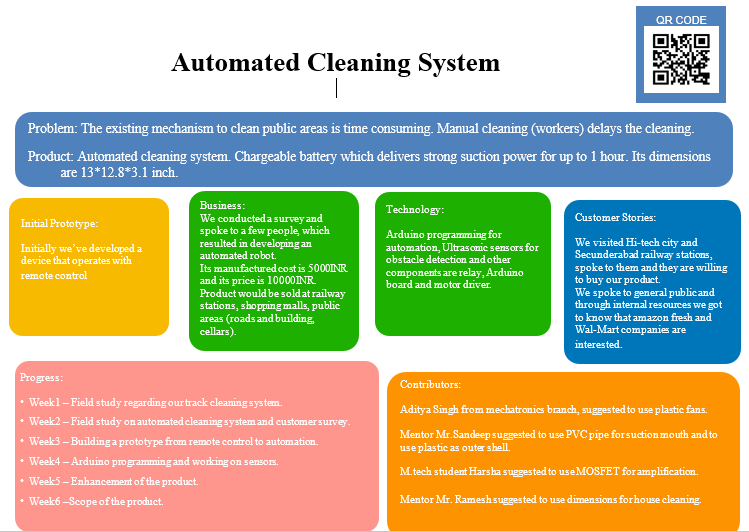 QR CODE
Automated Cleaning System
Problem: The existing mechanism to clean public areas is time consuming. Manual cleaning (workers) delays the cleaning.
Product: Automated cleaning system. Chargeable battery which delivers strong suction power for up to 1 hour. Its dimensions
are 13*12.8*3.1 inch.
Initial Prototype:
Initially we've developed a
device that operates with
remote control
Business:
We conducted a survey and
spoke to a few people, which
resulted in developing an
automated robot.
Its manufactured cost is 5000INR
and its price is 10000INR.
Product would be sold at railway
stations, shopping malls, public
areas (roads and building,
cellars).
Technology:
Arduino programming for
automation, Ultrasonic sensors for
obstacle detection and other
components are relay, Arduino
board and motor driver.
Customer Stories:
We visited Hi-tech city and
Secunderabad railway stations,
spoke to them and they are willing
to buy our product.
We spoke to general public and
through internal resources we got
to know that amazon fresh and
Wal-Mart companies are
interested.
Progress:
• Week1 – Field study regarding our track cleaning system.
• Week2 – Field study on automated cleaning system and customer survey.
• Week3 – Building a prototype from remote control to automation.
• Week4 – Arduino programming and working on sensors.
• Week5 – Enhancement of the product.
• Week6 –Scope of the product.
Contributors:
Aditya Singh from mechatronics branch, suggested to use plastic fans.
Mentor Mr. Sandeep suggested to use PVC pipe for suction mouth and to
use plastic as outer shell.
M.tech student Harsha suggested to use MOSFET for amplification.
Mentor Mr. Ramesh suggested to use dimensions for house cleaning.